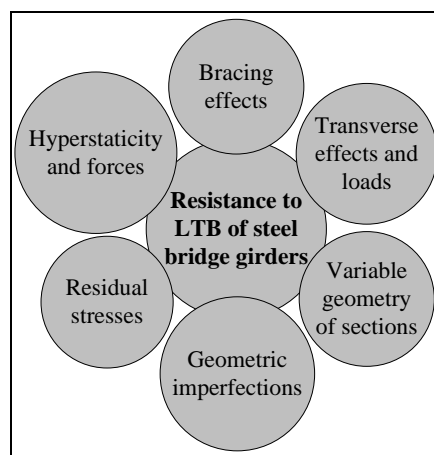 Bracing
effects
Hyperstaticity
and forces
Transverse
effects and
loads
Resistance to
LTB of steel
bridge girders
Residual
stresses
Variable
geometry
of sections
Geometric
imperfections